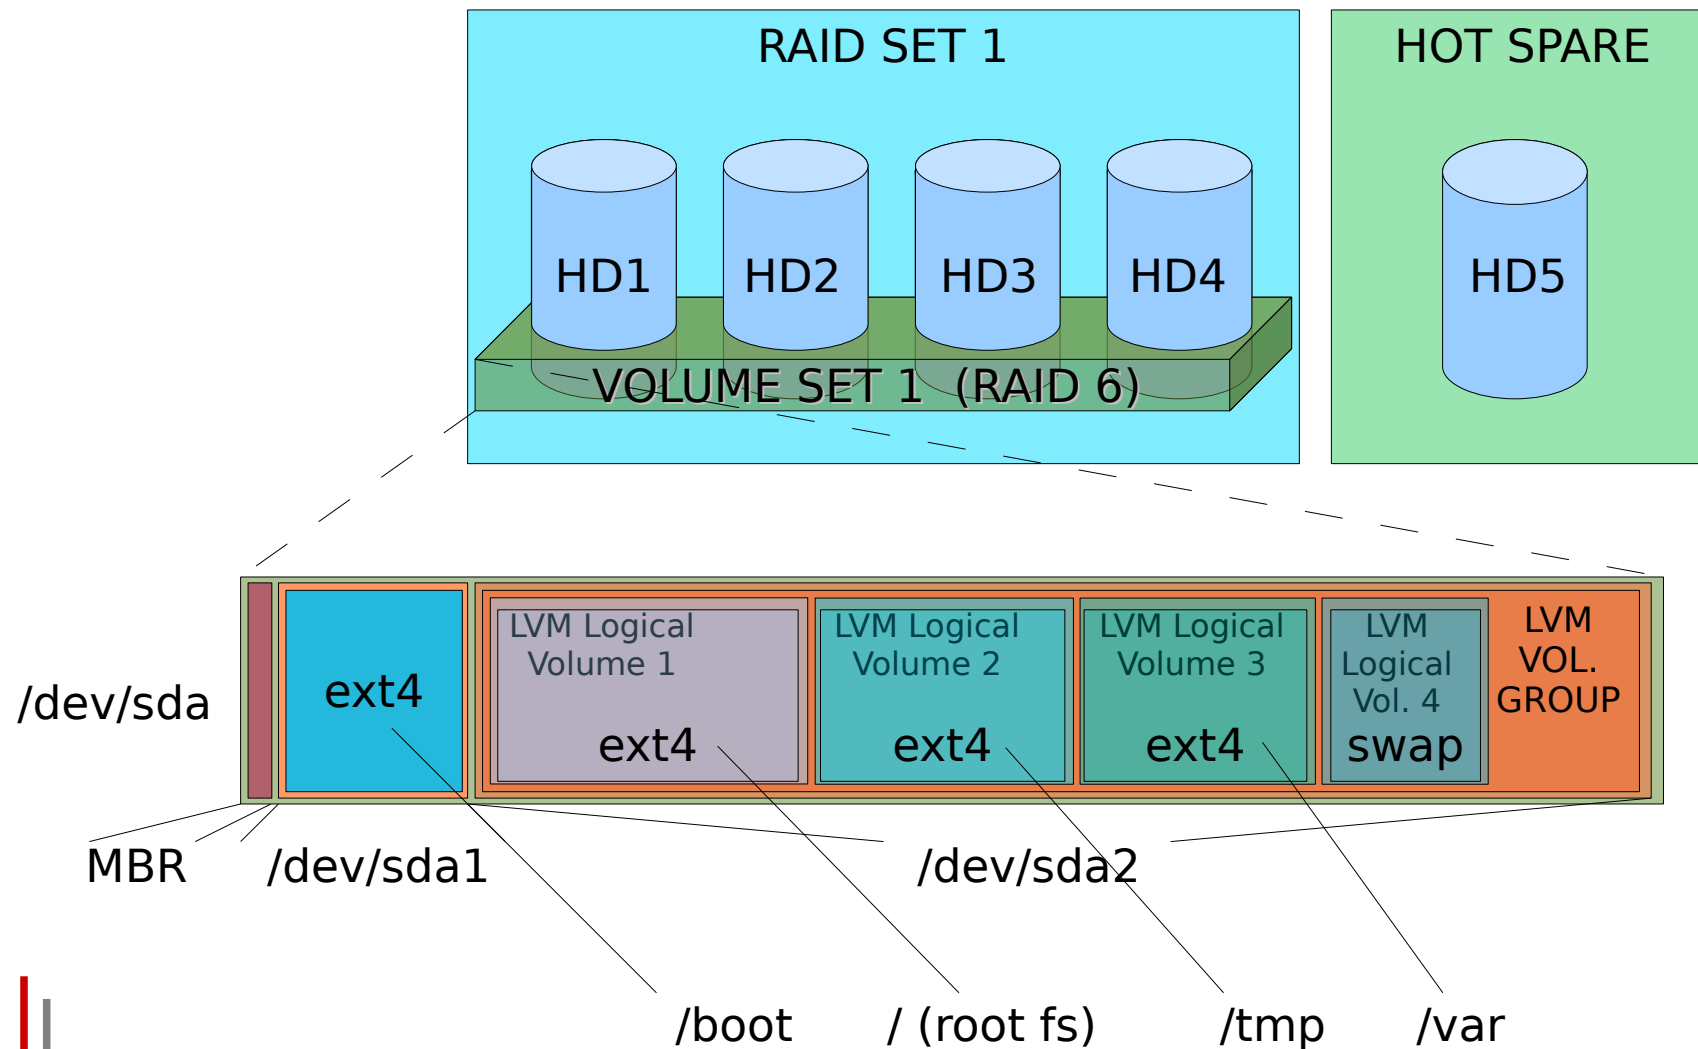 RAID SET 1
HOT SPARE
HD1
HD2
HD3
HD4
HD5
VOLUME SET 1 (RAID 6)
/dev/sda
ext4
LVM Logical
Volume 1
ext4
LVM Logical
Volume 2
ext4
LVM Logical
Volume 3
ext4
LVM
Logical
Vol. 4
swap
LVM
VOL.
GROUP
MBR
/dev/sda1
/dev/sda2
/boot
/ (root fs)
/tmp
/var